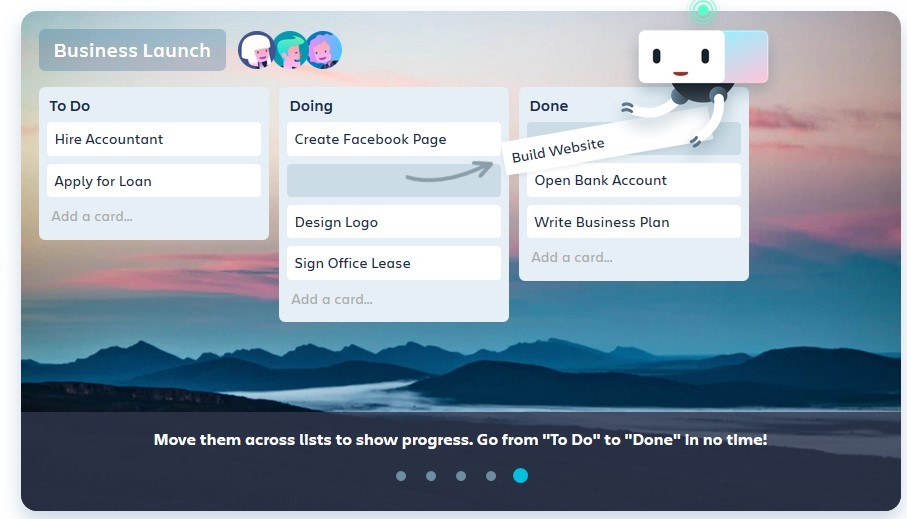 Business Launch
To Do
Hire Accountant
Apply for Loan
Add a card...
Doing
Create Facebook Page
Design Logo
Sign Office Lease
Add a card...
Done
Build Website
Open Bank Account
Write Business Plan
Add a card...
Move them across lists to show progress. Go from "To Do" to "Done" in no time!